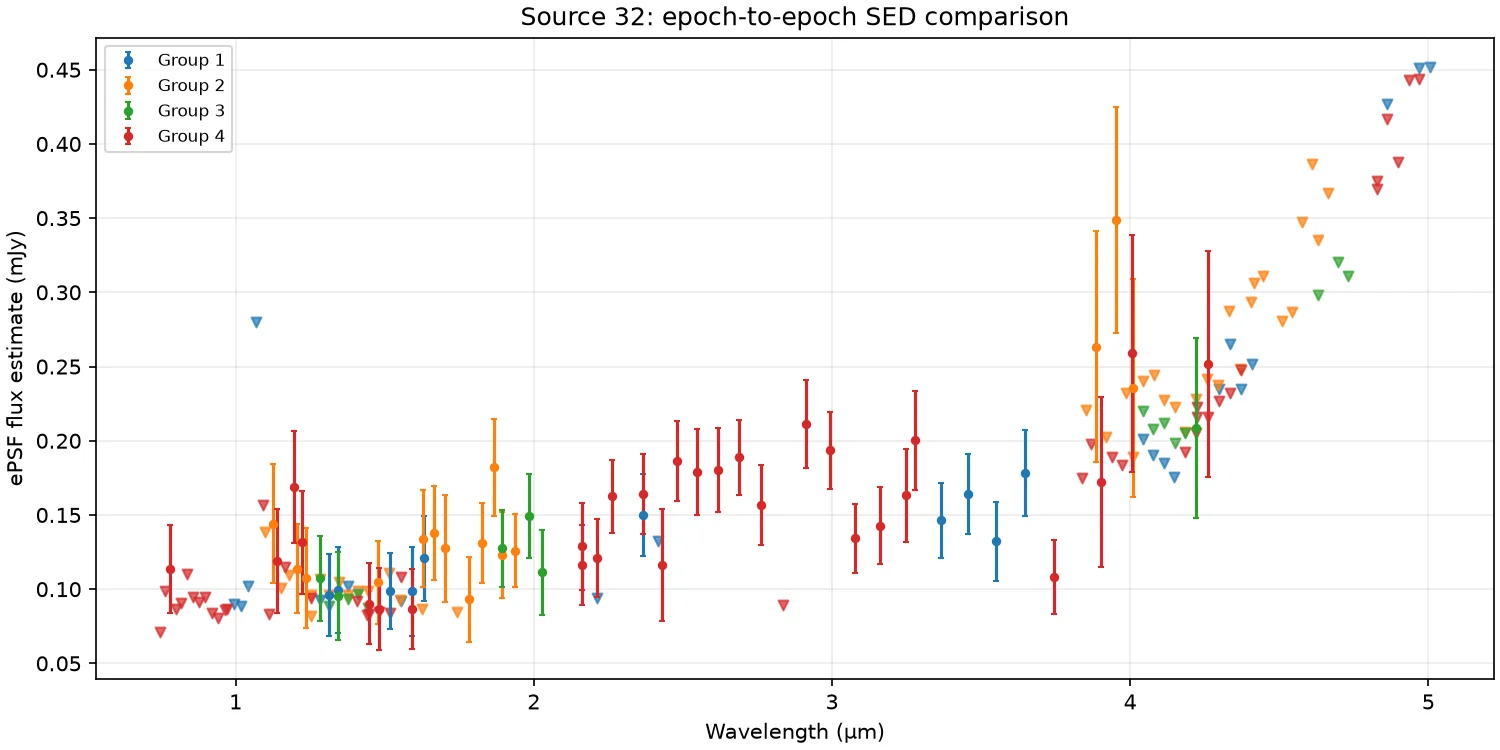 Source 32: epoch-to-epoch SED comparison
Group 1
Group 2
Group 3
Group 4
ePSF flux estimate (mJy)
0.45
0.40
0.35
0.30
0.25
0.20
0.15
0.10
0.05
1 2 3 4 5
Wavelength (μm)